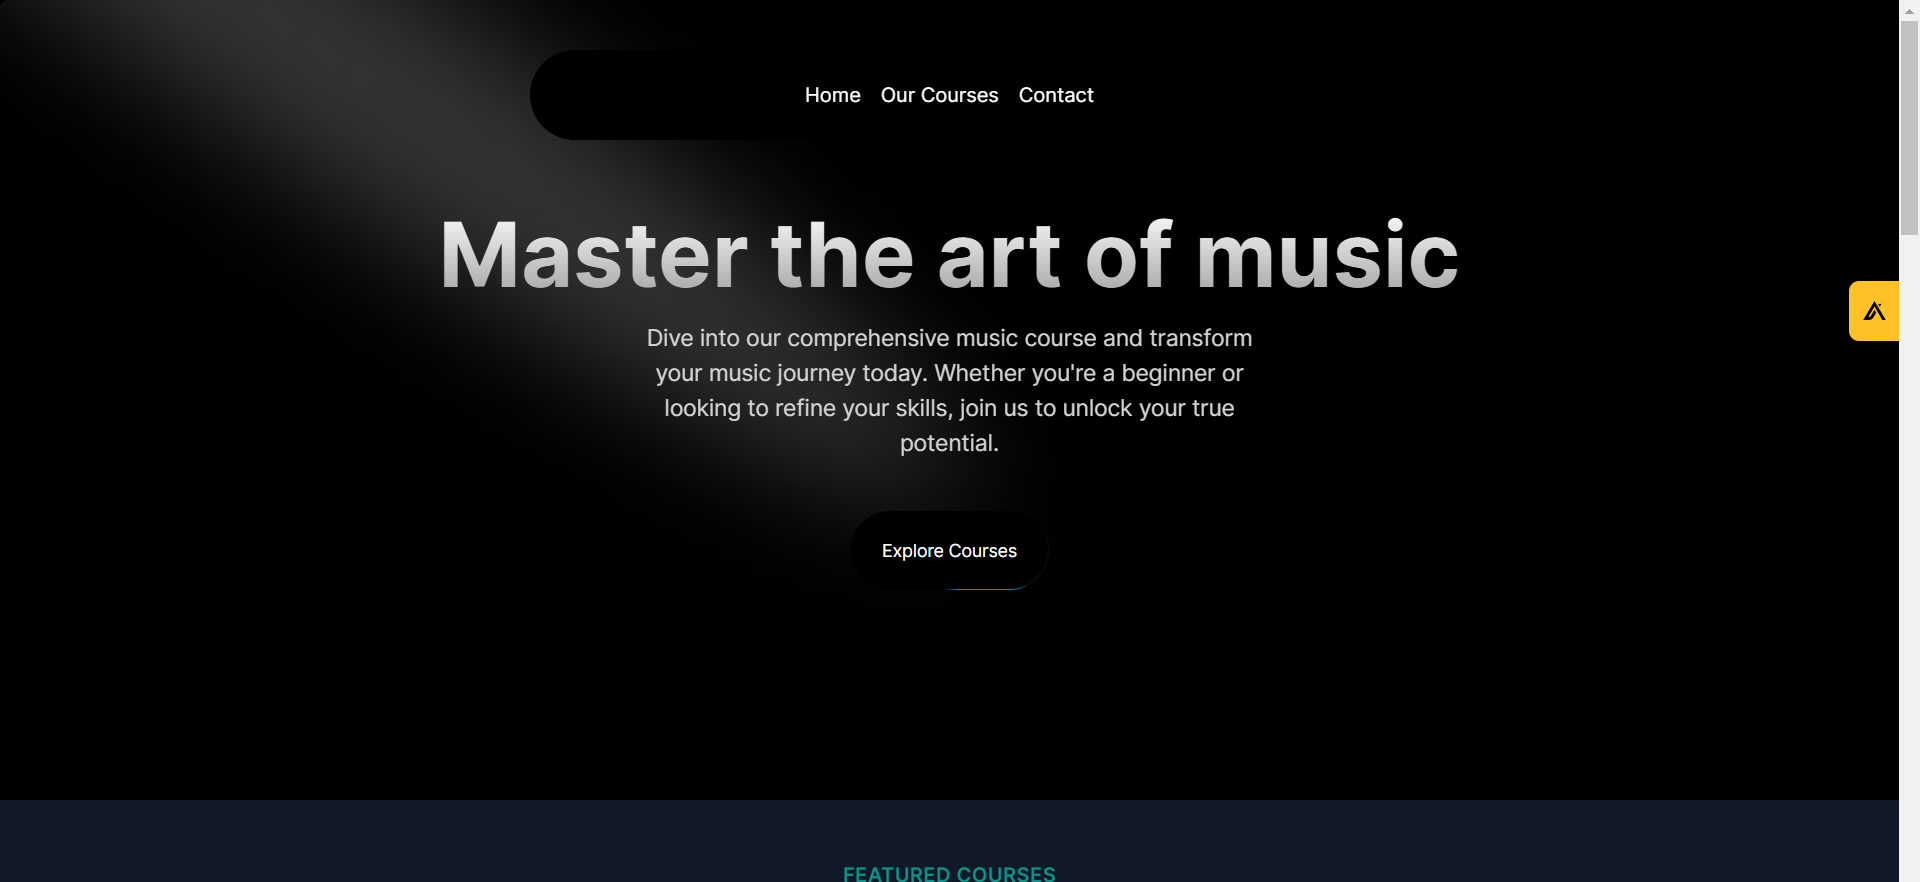 Home Our Courses Contact
Master the art of music
Dive into our comprehensive music course and transform
your music journey today. Whether you're a beginner or
looking to refine your skills, join us to unlock your true
potential.
Explore Courses
FEATURED COURSES